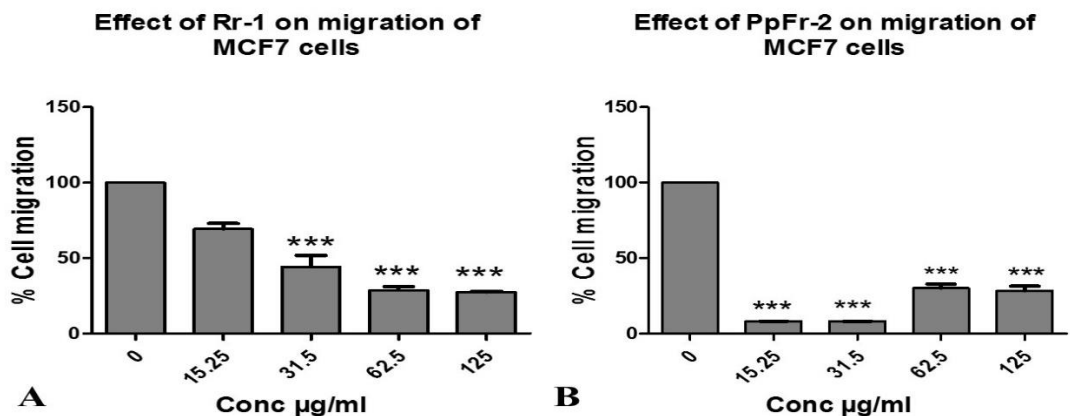 Effect of Rr-1 on migration of
MCF7 cells
% Cell migration
150
100
50
0
***
***
***
0
15.25
31.5
62.5
125
Conc µg/ml
A
Effect of PpFr-2 on migration of
MCF7 cells
% Cell migration
150
100
50
0
***
***
***
***
0
15.25
31.5
62.5
125
Conc µg/ml
B